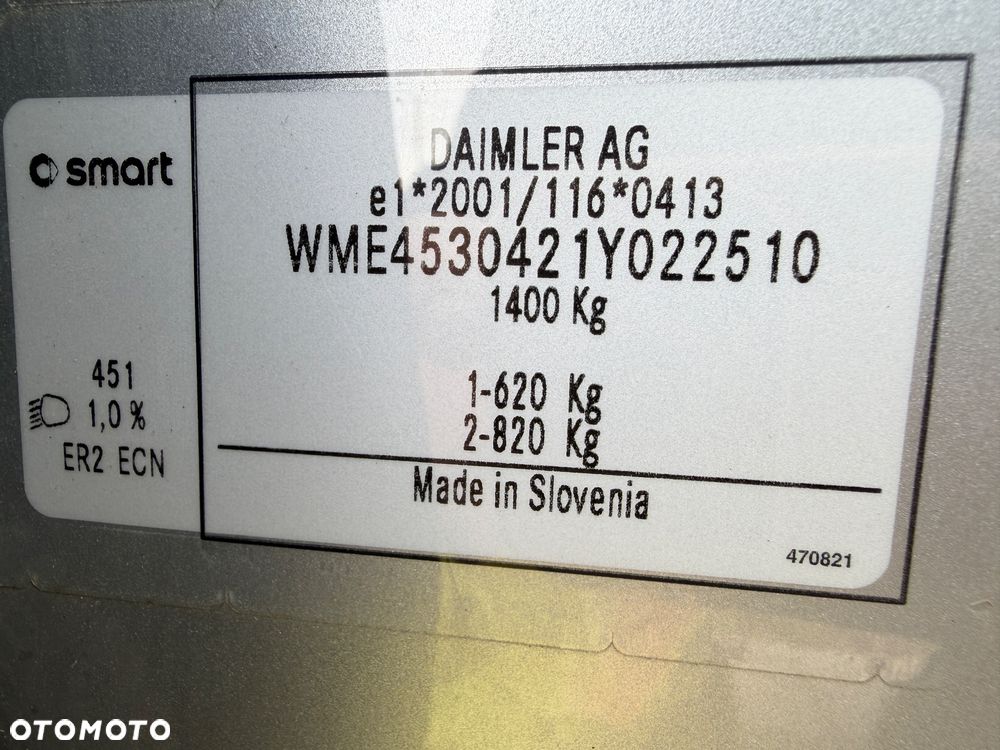 smart
451
1,0%
ER2 ECN
DAIMLER AG
e1*2001/116*0413
WME4530421Y022510
1400 Kg
1-620 Kg
2-820 Kg
Made in Slovenia
470821
OTOMOTO